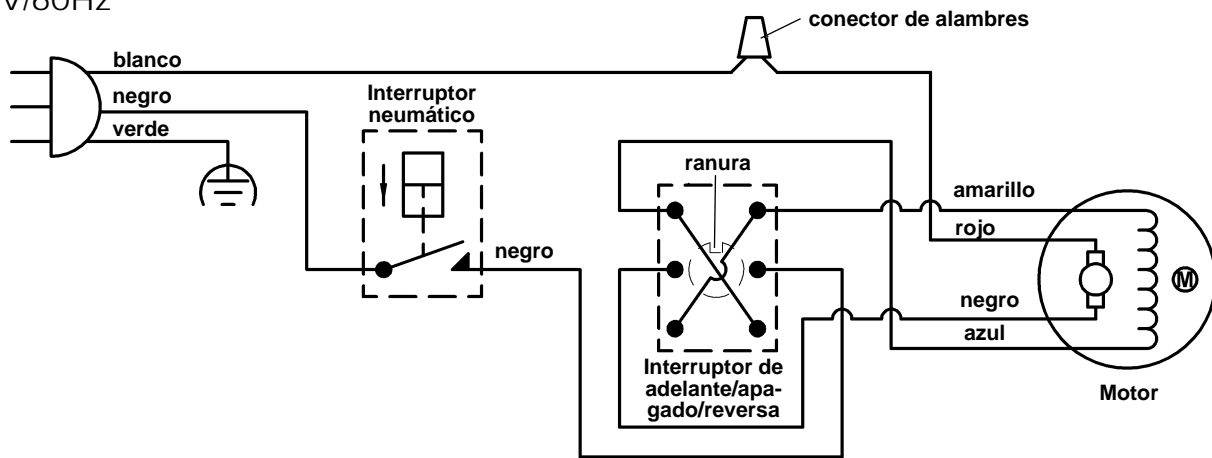 V/60Hz
conector de alambres
blanco
negro
verde
Interruptor
neumático
negro
ranura
amarillo
rojo
negro
azul
Interruptor de
adelante/apa-
gado/reversa
M
Motor